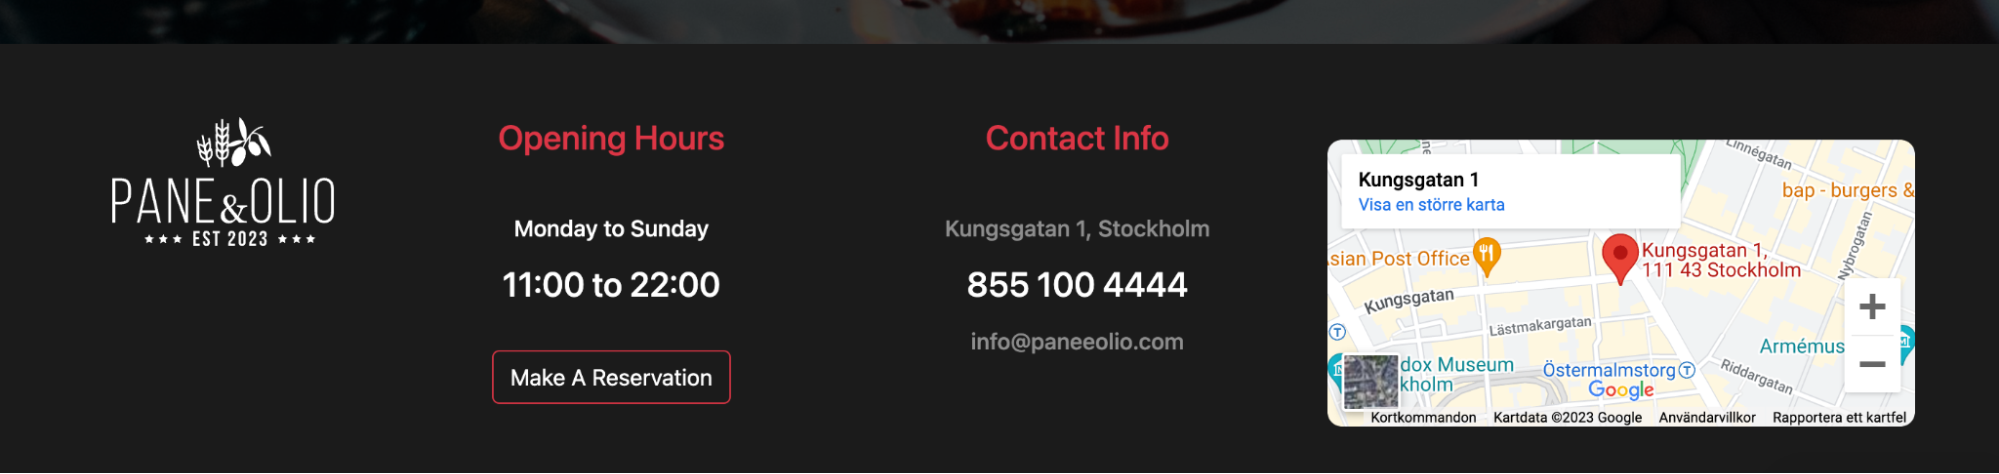 PANE&OLIO
EST 2023
Opening Hours
Monday to Sunday
11:00 to 22:00
Make A Reservation
Contact Info
Kungsgatan 1, Stockholm
855 100 4444
info@paneeolio.com
Kungsgatan 1
Visa en större karta
Linnégatan
bap - burgers &
Nybrogatan
sian Post Office
Kungsgatan 1,
111 43 Stockholm
Kungsgatan
Lästmakargatan
Armémus
dox Museum
kholm
Östermalmstorg
T
T
Riddargatan
Google
+
−
Kortkommandon
Kartdata ©2023 Google
Användarvillkor
Rapportera ett kartfel